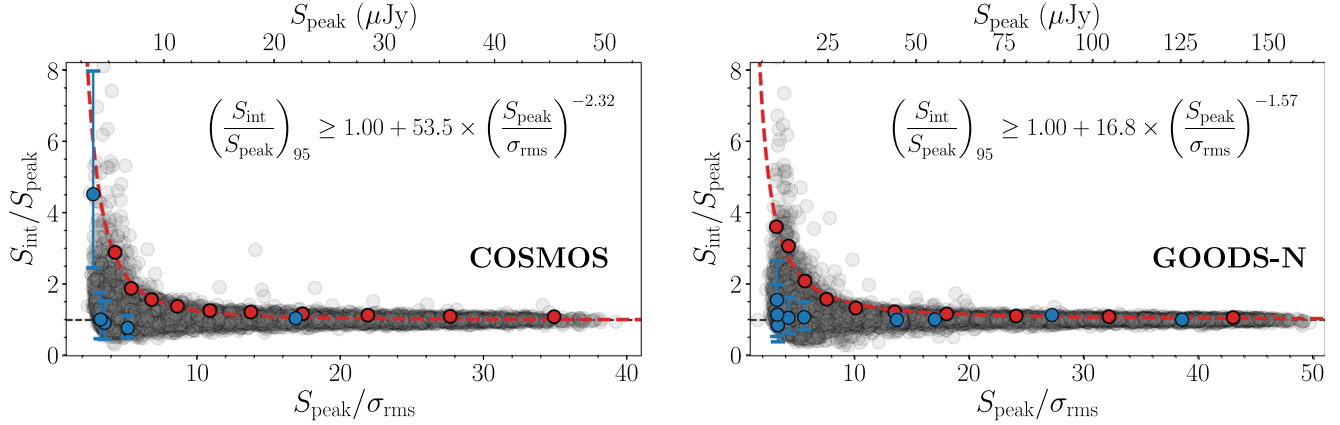 S_peak (μJy)
10 20 30 40 50
(S_int / S_peak)_95 ≥ 1.00 + 53.5 × (S_peak / σ_rms)^−2.32
S_int/S_peak
8
6
4
2
0
COSMOS
10 20 30 40
S_peak/σ_rms
S_peak (μJy)
25 50 75 100 125 150
(S_int / S_peak)_95 ≥ 1.00 + 16.8 × (S_peak / σ_rms)^−1.57
S_int/S_peak
8
6
4
2
0
GOODS-N
10 20 30 40 50
S_peak/σ_rms